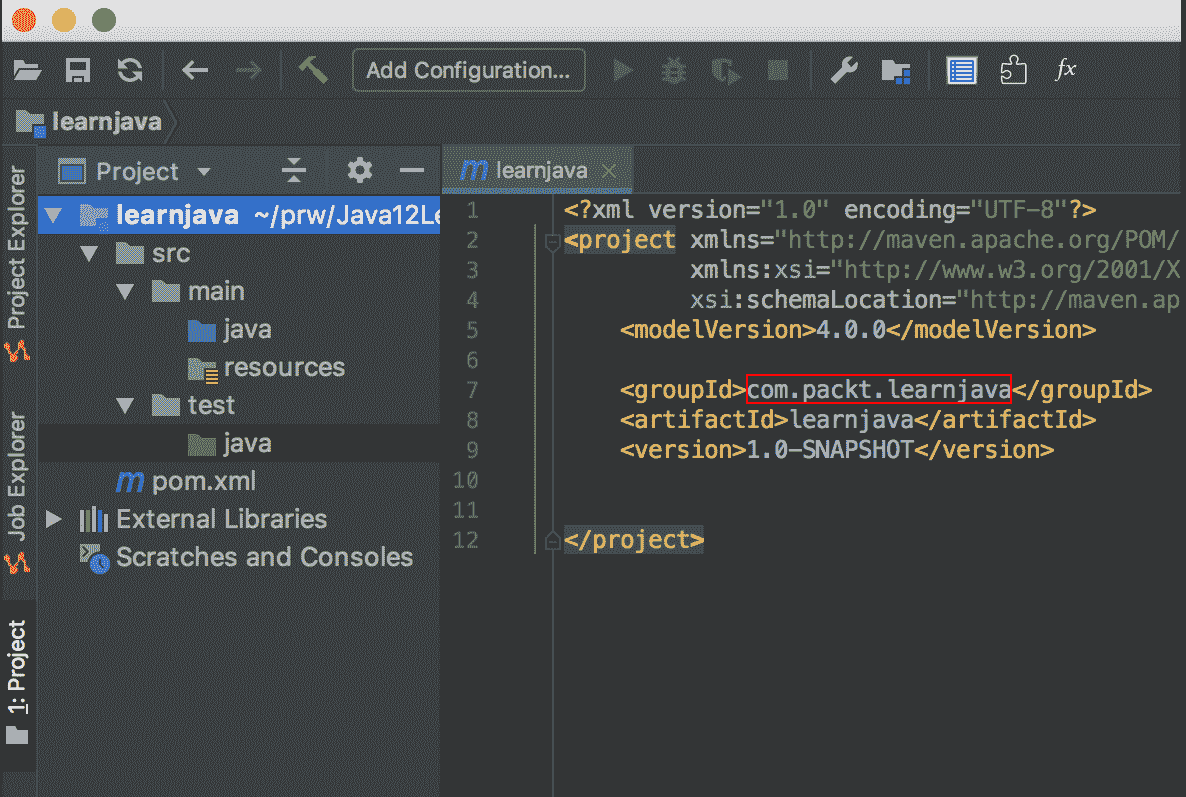 Add Configuration...
5
fx
learnjava
Project Explorer
Job Explorer
1: Project
Project
learnjava ~/prw/Java12Le
src
main
java
resources
test
java
m pom.xml
External Libraries
Scratches and Consoles
m learnjava
1 <?xml version="1.0" encoding="UTF-8"?>
2 <project xmlns="http://maven.apache.org/POM/
3 xmlns:xsi="http://www.w3.org/2001/X
4 xsi:schemaLocation="http://maven.ap
5 <modelVersion>4.0.0</modelVersion>
6
7 <groupId>com.packt.learnjava</groupId>
8 <artifactId>learnjava</artifactId>
9 <version>1.0-SNAPSHOT</version>
10
11
12 </project>